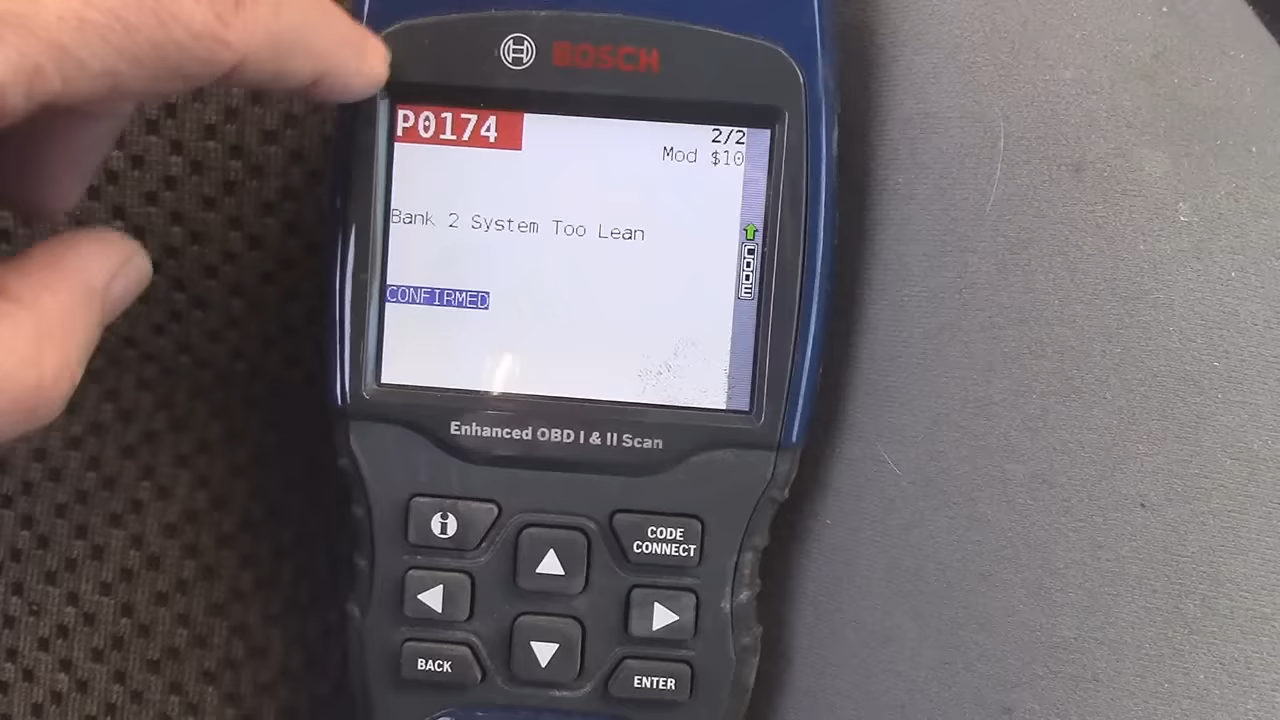 BOSCH
P0174
2/2
Mod $10
Bank 2 System Too Lean
CODE
CONFIRMED
Enhanced OBD I & II Scan
i
CODE
CONNECT
BACK
ENTER